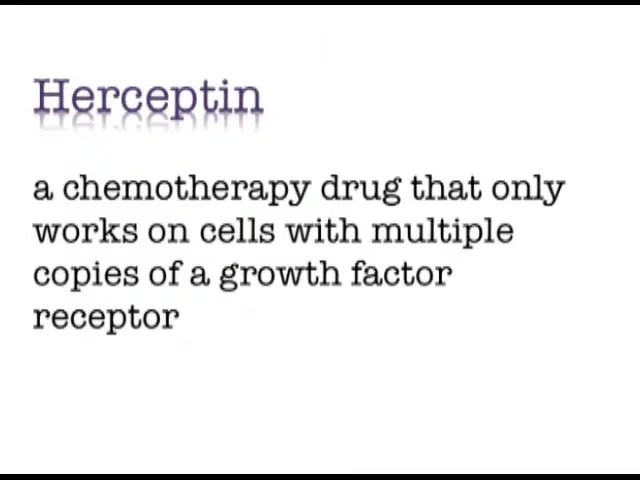 Herceptin
a chemotherapy drug that only
works on cells with multiple
copies of a growth factor
receptor